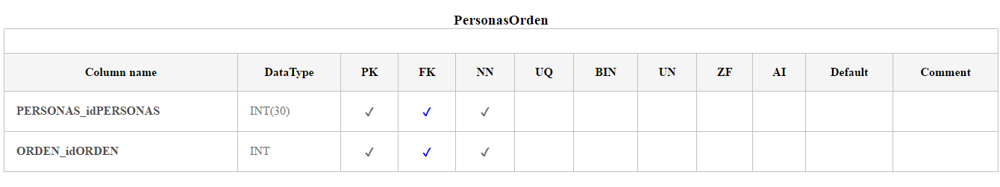 PersonasOrden
Column name DataType PK FK NN UQ BIN UN ZF AI Default Comment
PERSONAS_idPERSONAS INT(30) ✓ ✓ ✓
ORDEN_idORDEN INT ✓ ✓ ✓